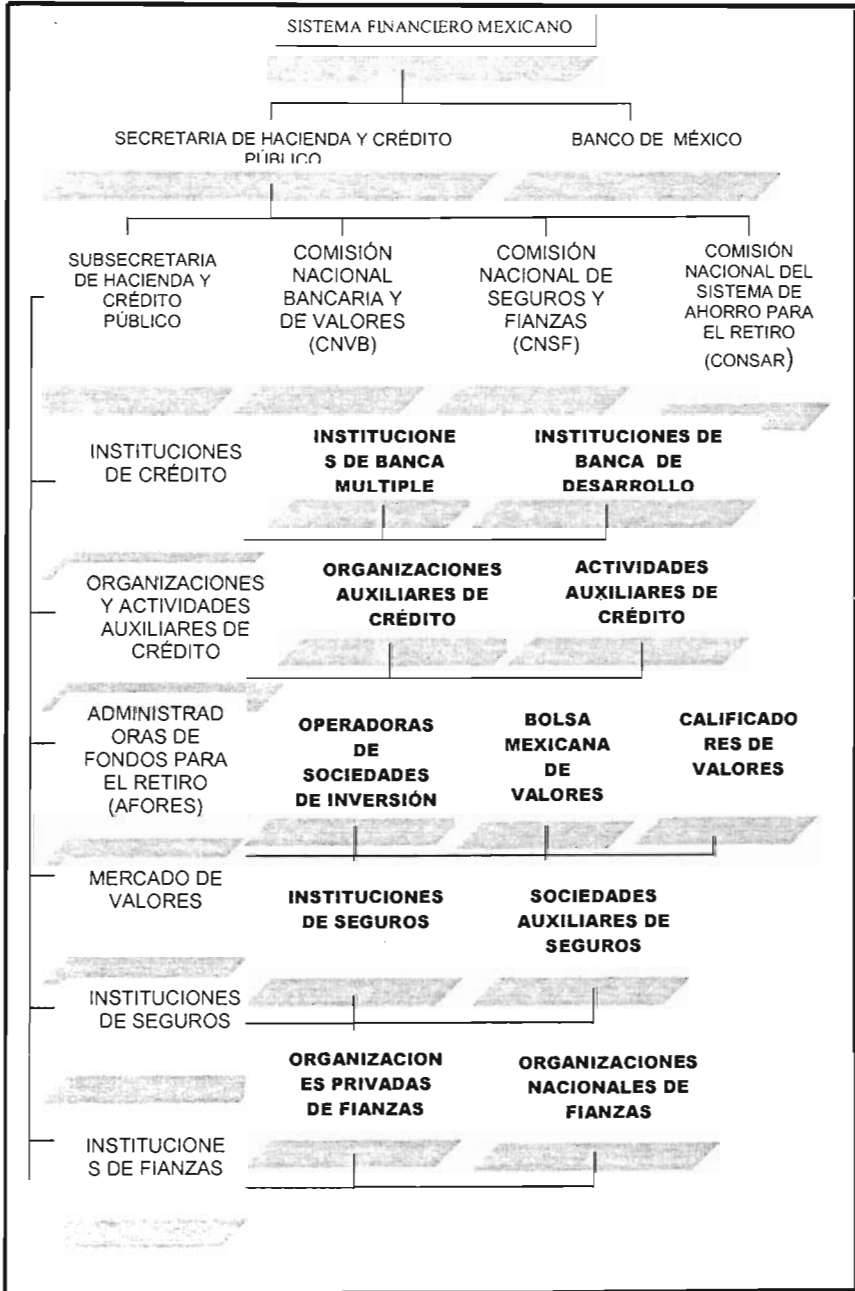 SISTEMA FINANCIERO MEXICANO
SECRETARIA DE HACIENDA Y CRÉDITO
PÚBLICO
BANCO DE MÉXICO
SUBSECRETARIA
DE HACIENDA Y
CRÉDITO
PÚBLICO
COMISIÓN
NACIONAL
BANCARIA Y
DE VALORES
(CNVB)
COMISIÓN
NACIONAL DE
SEGUROS Y
FIANZAS
(CNSF)
COMISIÓN
NACIONAL DEL
SISTEMA DE
AHORRO PARA
EL RETIRO
(CONSAR)
INSTITUCIONES
DE CRÉDITO
INSTITUCIONE
S DE BANCA
MULTIPLE
INSTITUCIONES DE
BANCA DE
DESARROLLO
ORGANIZACIONES
Y ACTIVIDADES
AUXILIARES DE
CRÉDITO
ORGANIZACIONES
AUXILIARES DE
CRÉDITO
ACTIVIDADES
AUXILIARES DE
CRÉDITO
ADMINISTRAD
ORAS DE
FONDOS PARA
EL RETIRO
(AFORES)
OPERADORAS
DE
SOCIEDADES
DE INVERSIÓN
BOLSA
MEXICANA
DE
VALORES
CALIFICADO
RES DE
VALORES
MERCADO DE
VALORES
INSTITUCIONES
DE SEGUROS
SOCIEDADES
AUXILIARES DE
SEGUROS
INSTITUCIONES
DE SEGUROS
ORGANIZACION
ES PRIVADAS
DE FIANZAS
ORGANIZACIONES
NACIONALES DE
FIANZAS
INSTITUCIONE
S DE FIANZAS